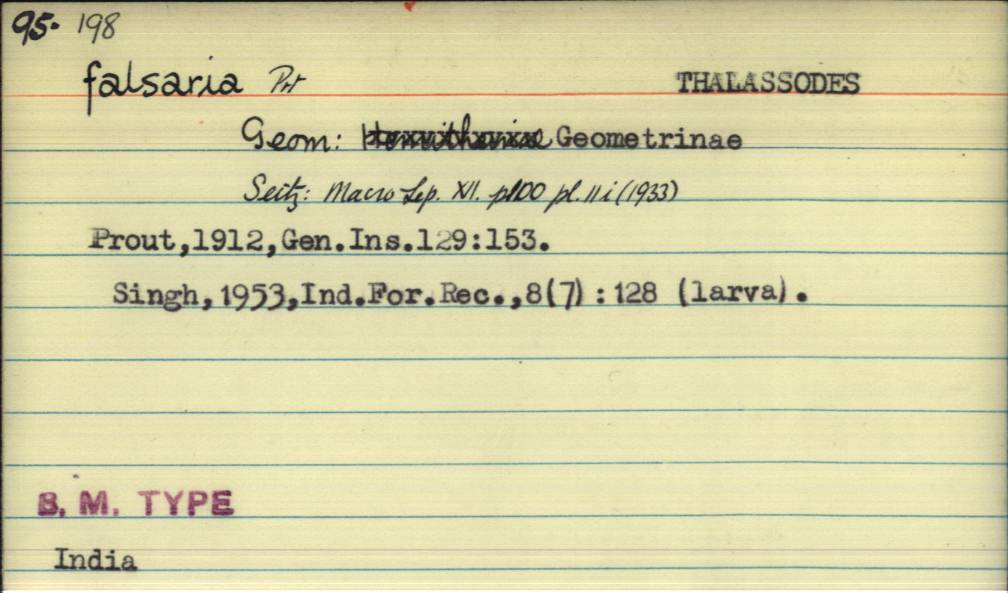 95. 198
falsaria Prt THALASSODES
Geom: Geometrinae
Seitz: Macro Lep. XII. p100 pl. 11 i (1933)
Prout,1912,Gen.Ins.129:153.
Singh,1953,Ind.For.Rec.,8(7):128 (larva).
B. M. TYPE
India